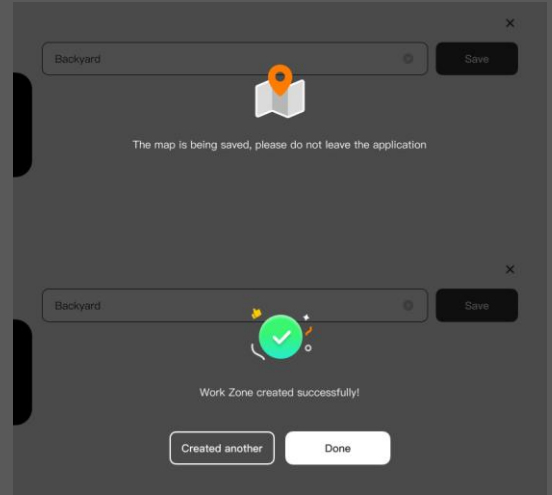 Backyard
Save
The map is being saved, please do not leave the application
Backyard
Save
Work Zone created successfully!
Created another
Done